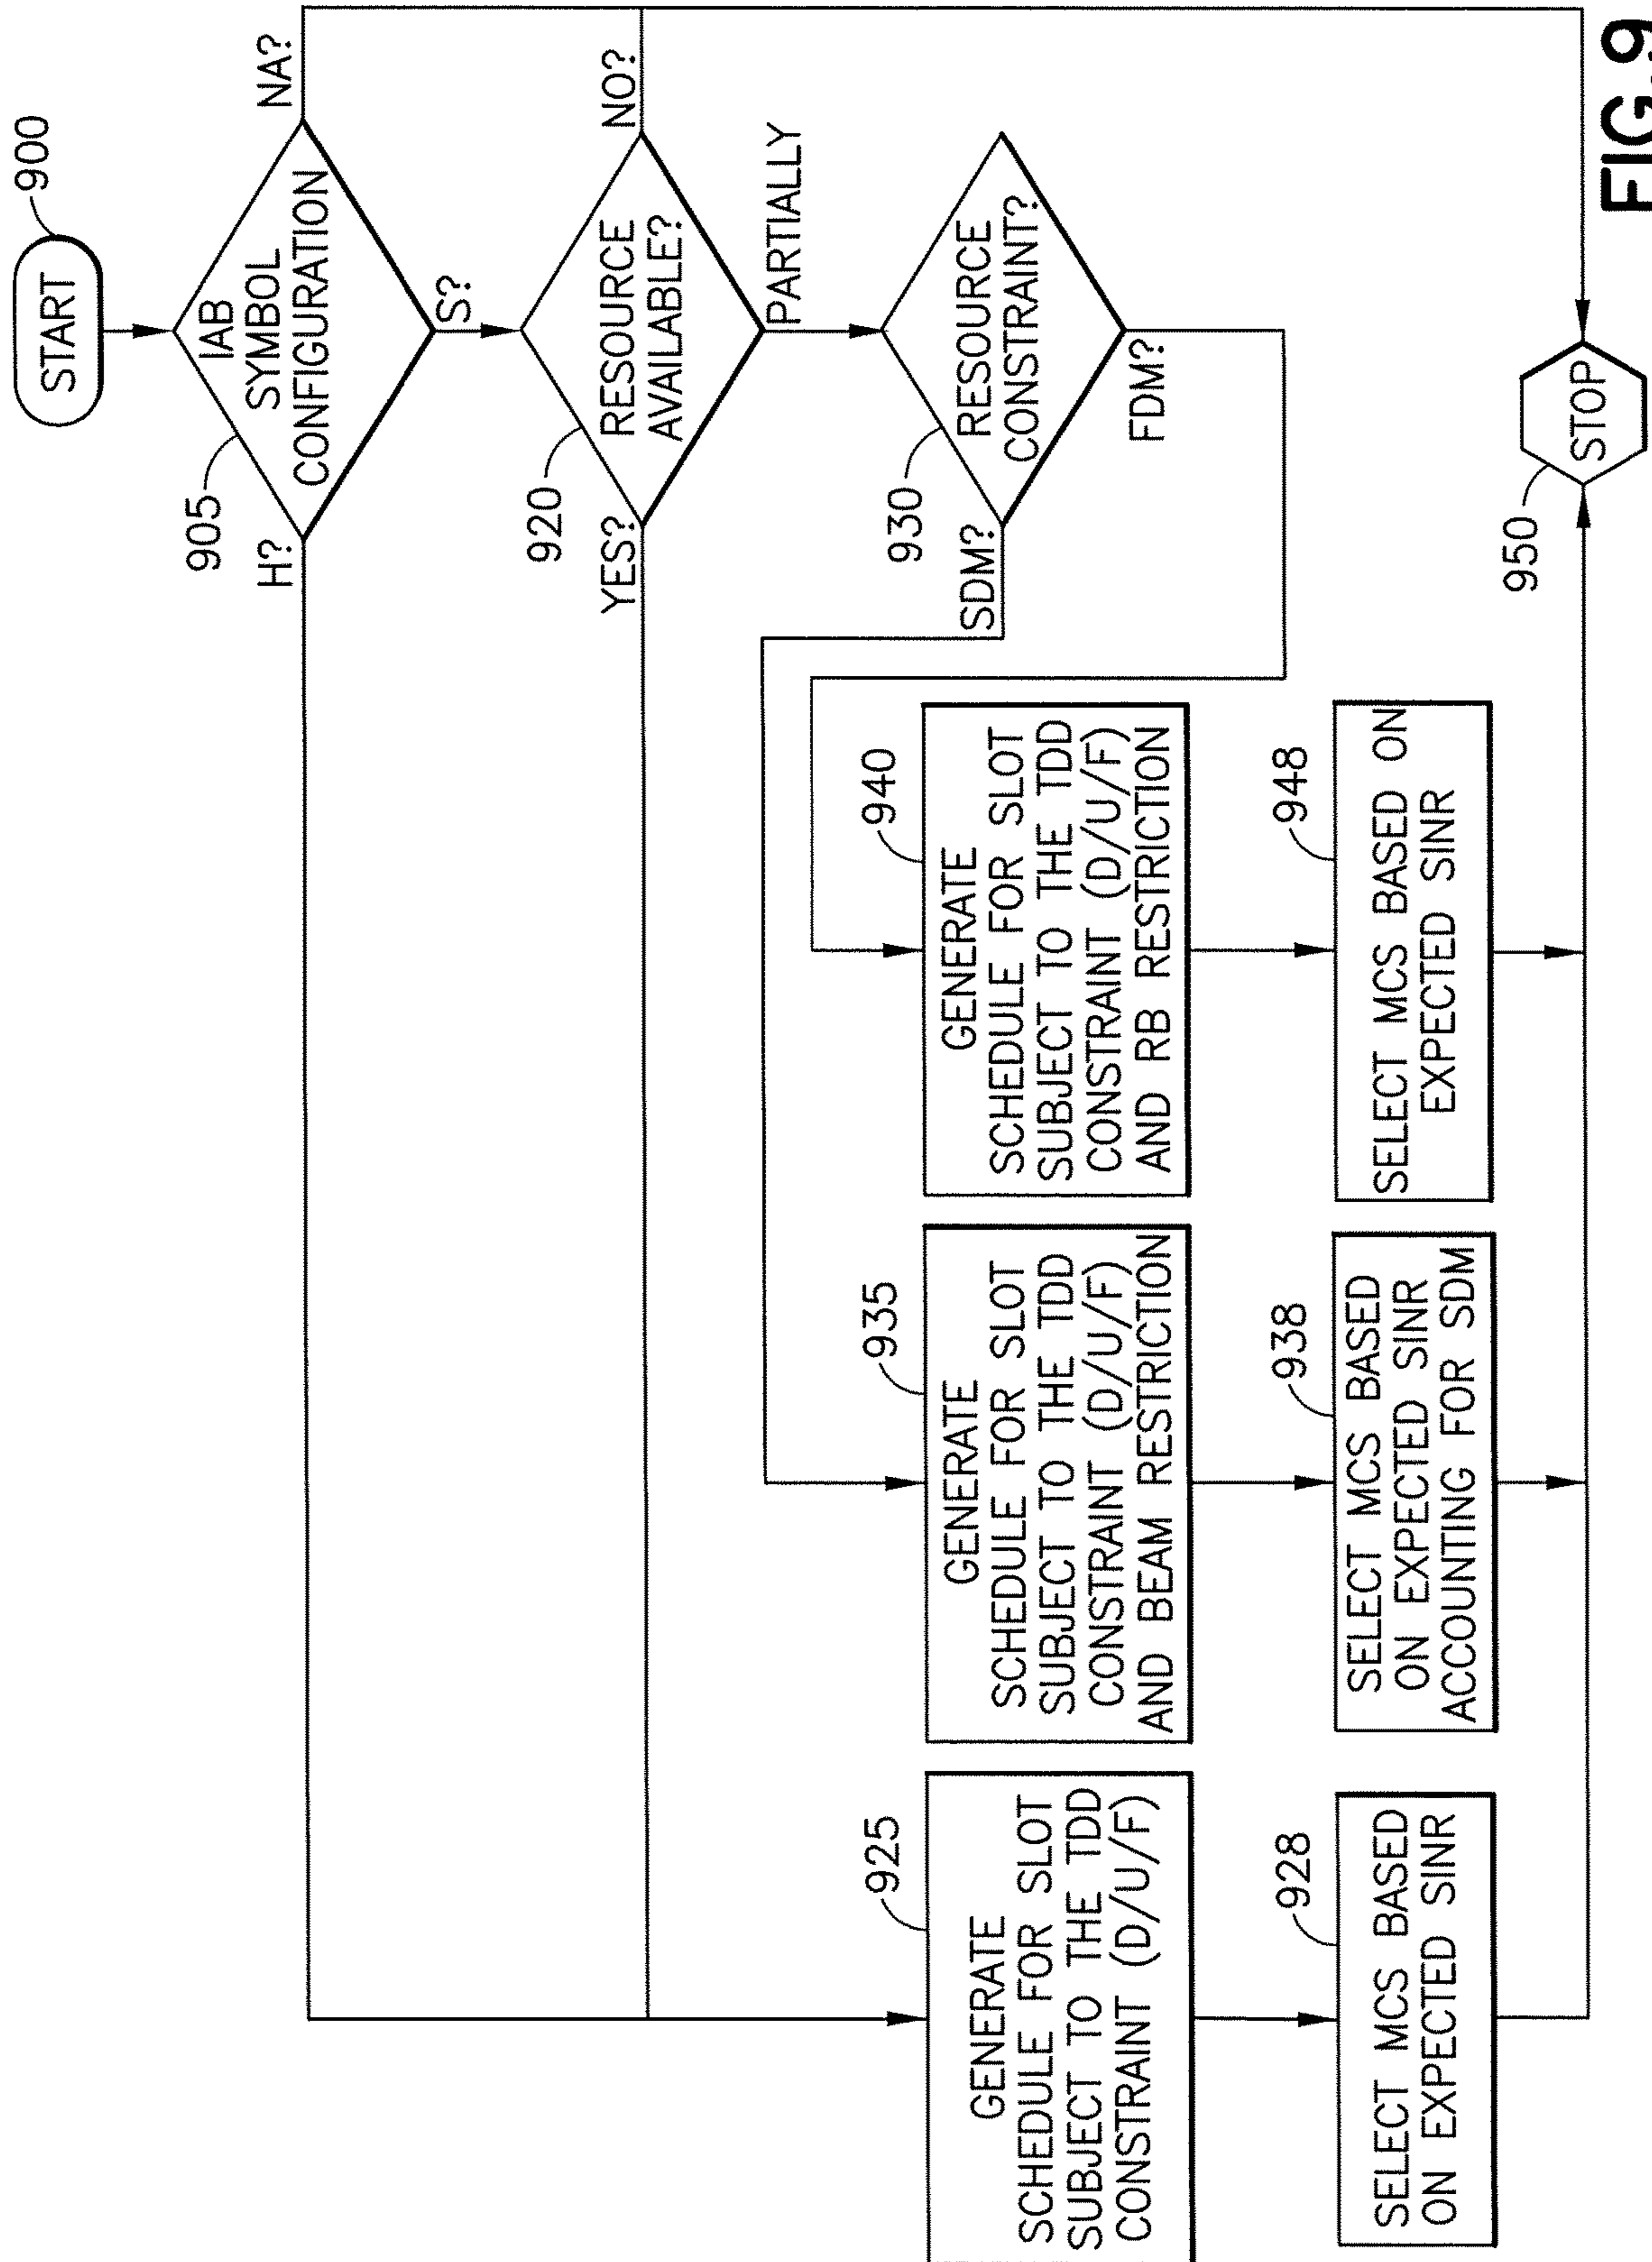 START
900
IAB
SYMBOL
CONFIGURATION
905
H?
NA?
S?
RESOURCE
AVAILABLE?
920
YES?
NO?
PARTIALLY
RESOURCE
CONSTRAINT?
930
SDM?
FDM?
GENERATE
SCHEDULE FOR SLOT
SUBJECT TO THE TDD
CONSTRAINT (D/U/F)
925
GENERATE
SCHEDULE FOR SLOT
SUBJECT TO THE TDD
CONSTRAINT (D/U/F)
AND BEAM RESTRICTION
935
GENERATE
SCHEDULE FOR SLOT
SUBJECT TO THE TDD
CONSTRAINT (D/U/F)
AND RB RESTRICTION
940
SELECT MCS BASED
ON EXPECTED SINR
928
SELECT MCS BASED
ON EXPECTED SINR
ACCOUNTING FOR SDM
938
SELECT MCS BASED ON
EXPECTED SINR
948
STOP
950
FIG.9